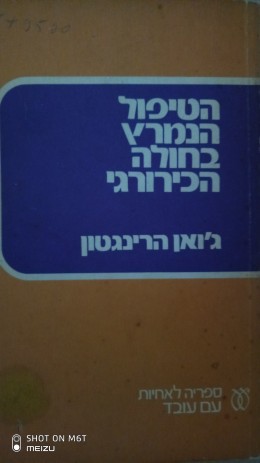 הטיפול
הנמרץ
בחולה
הכירורגי
ג'ואן הרינגטון
ספריה לאחיות
עם עובד
SHOT ON M6T
MEIZU